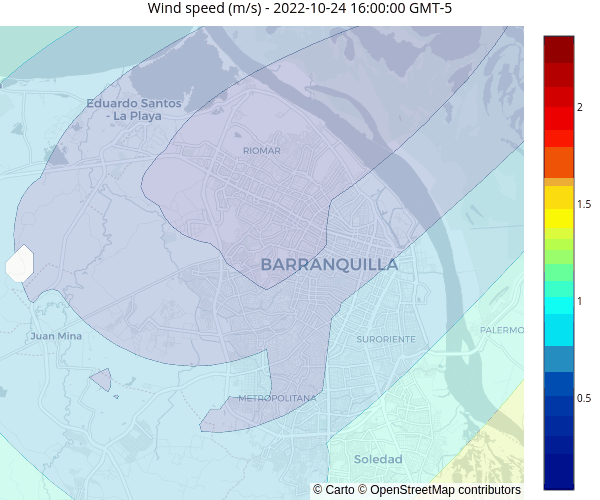 Wind speed (m/s) - 2022-10-24 16:00:00 GMT-5
Eduardo Santos
- La Playa
RIOMAR
BARRANQUILLA
Juan Mina
SURORIENTE
PALERMO
METROPOLITANA
Soledad
© Carto © OpenStreetMap contributors
2
1.5
1
0.5